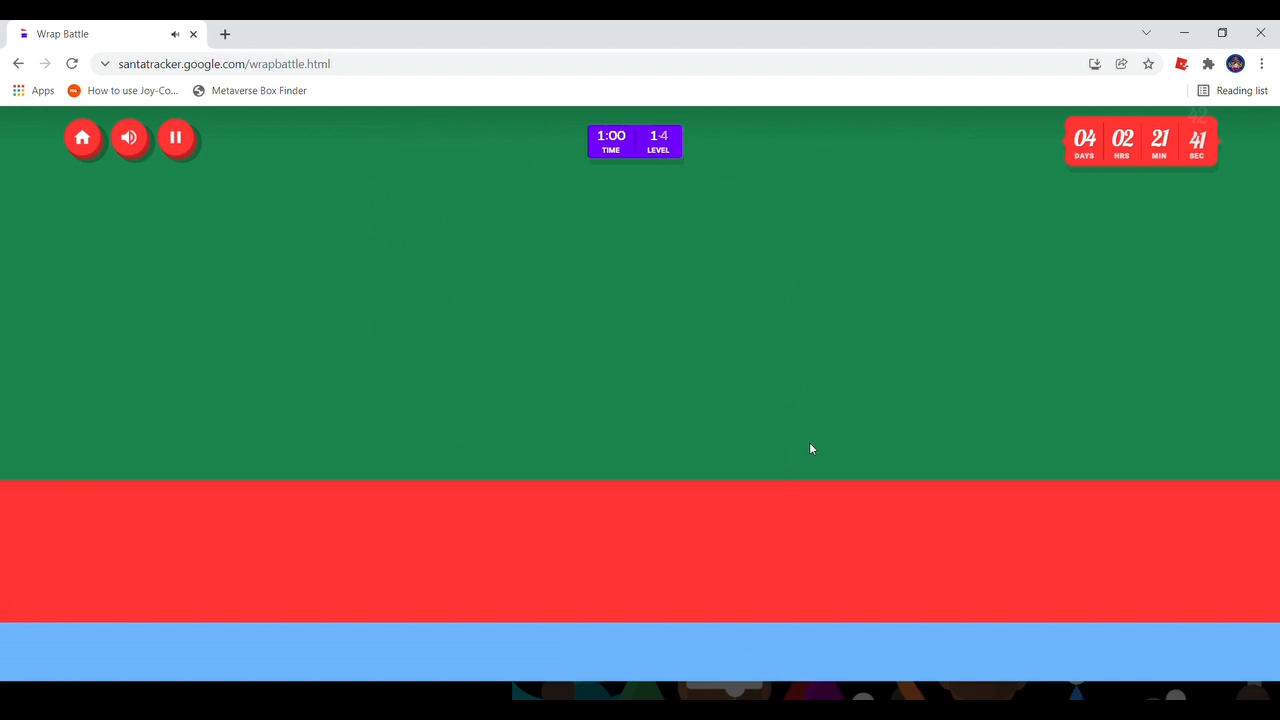 Wrap Battle
santatracker.google.com/wrapbattle.html
Apps
How to use Joy-Co...
Metaverse Box Finder
Reading list
1:00
TIME
1-4
LEVEL
04
DAYS
02
HRS
21
MIN
42
41
SEC